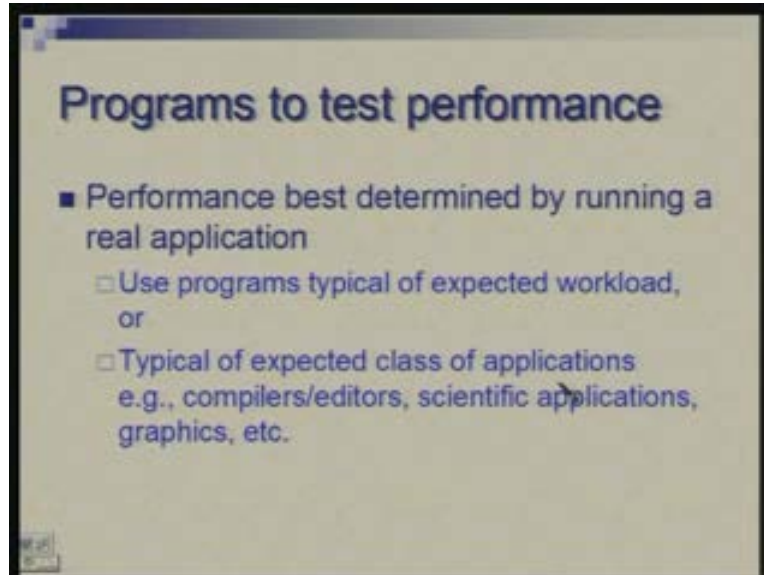 Programs to test performance
Performance best determined by running a
real application
Use programs typical of expected workload,
or
Typical of expected class of applications
e.g., compilers/editors, scientific applications,
graphics, etc.